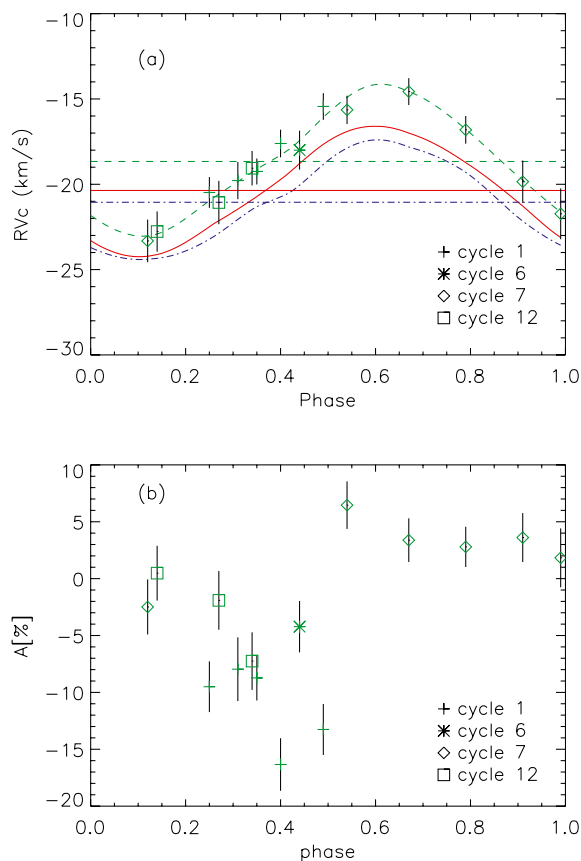 (a)
RVc (km/s)
−10
−15
−20
−25
−30
cycle 1
cycle 6
cycle 7
cycle 12
0.0 0.2 0.4 0.6 0.8 1.0
Phase
(b)
A[%]
10
5
0
−5
−10
−15
−20
cycle 1
cycle 6
cycle 7
cycle 12
0.0 0.2 0.4 0.6 0.8 1.0
phase